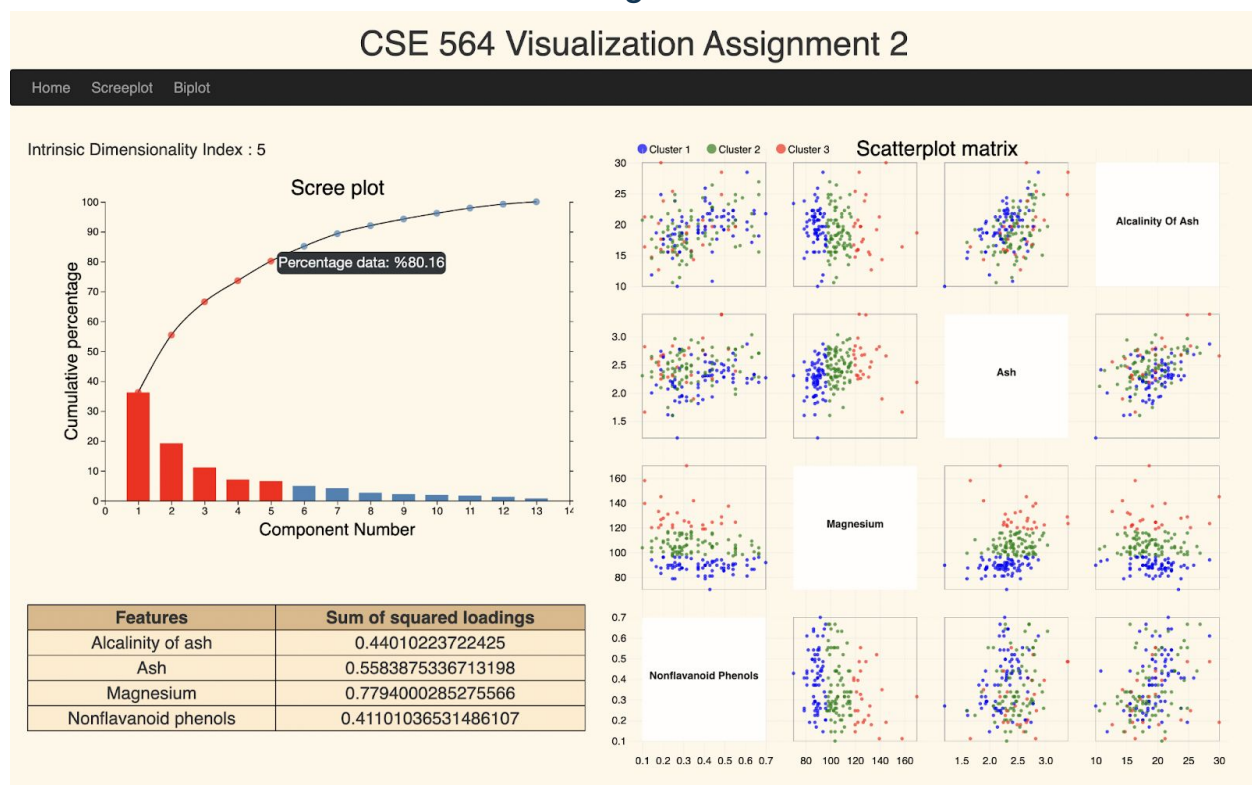 CSE 564 Visualization Assignment 2
Home Screeplot Biplot
Intrinsic Dimensionality Index : 5
Scree plot
Cumulative percentage
100
90
80
70
60
50
40
30
20
10
0
Percentage data: %80.16
0 1 2 3 4 5 6 7 8 9 10 11 12 13 14
Component Number
Features Sum of squared loadings
Alcalinity of ash 0.44010223722425
Ash 0.5583875336713198
Magnesium 0.7794000285275566
Nonflavanoid phenols 0.41101036531486107
Cluster 1 Cluster 2 Cluster 3 Scatterplot matrix
30
25
20
15
10
Alcalinity Of Ash
3.0
2.5
2.0
1.5
Ash
160
140
120
100
80
Magnesium
0.7
0.6
0.5
0.4
0.3
0.2
0.1
Nonflavanoid Phenols
0.1 0.2 0.3 0.4 0.5 0.6 0.7 80 100 120 140 160 1.5 2.0 2.5 3.0 10 15 20 25 30